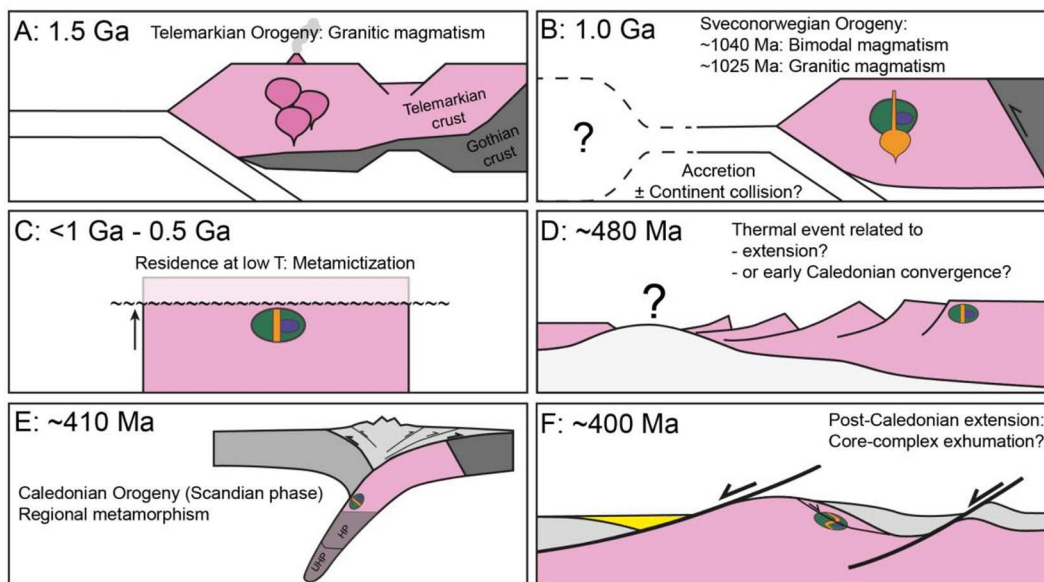 A: 1.5 Ga
Telemarkian Orogeny: Granitic magmatism
Telemarkian
crust
Gothian
crust
B: 1.0 Ga
Sveconorwegian Orogeny:
~1040 Ma: Bimodal magmatism
~1025 Ma: Granitic magmatism
?
Accretion
± Continent collision?
C: <1 Ga - 0.5 Ga
Residence at low T: Metamictization
D: ~480 Ma
Thermal event related to
- extension?
- or early Caledonian convergence?
?
E: ~410 Ma
Caledonian Orogeny (Scandian phase)
Regional metamorphism
HP
UHP
F: ~400 Ma
Post-Caledonian extension:
Core-complex exhumation?